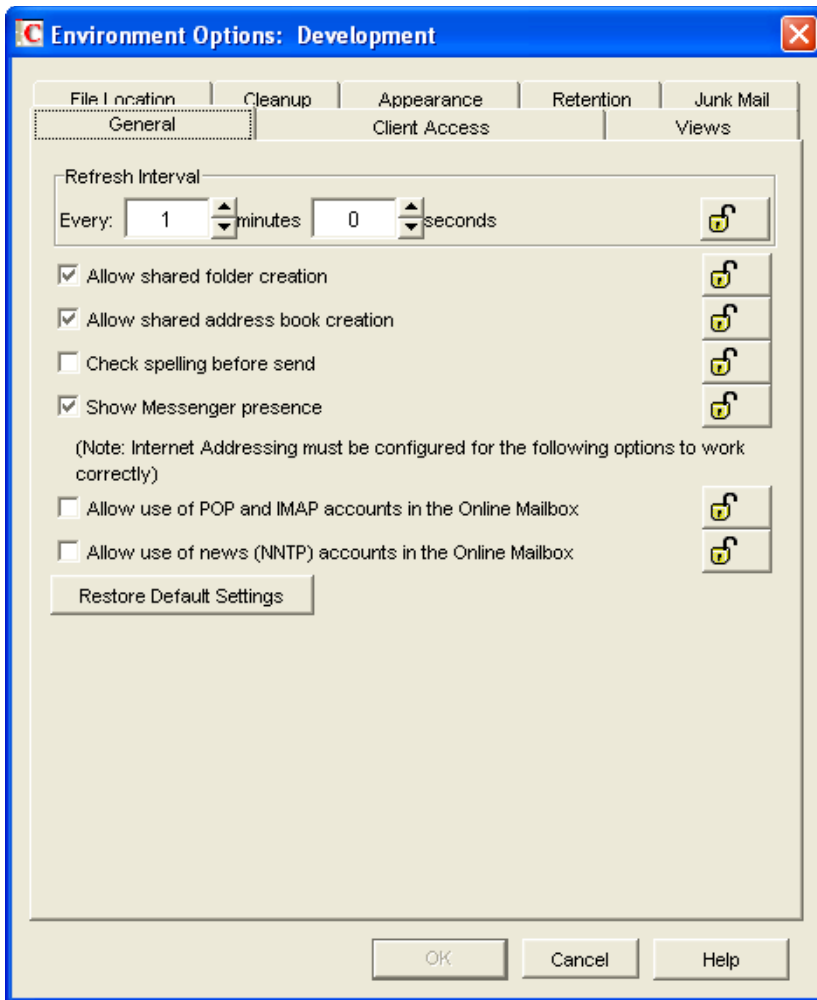 C Environment Options: Development
File Location Cleanup Appearance Retention Junk Mail
General Client Access Views
Refresh Interval
Every: 1 minutes 0 seconds
Allow shared folder creation
Allow shared address book creation
Check spelling before send
Show Messenger presence
(Note: Internet Addressing must be configured for the following options to work
correctly)
Allow use of POP and IMAP accounts in the Online Mailbox
Allow use of news (NNTP) accounts in the Online Mailbox
Restore Default Settings
OK Cancel Help